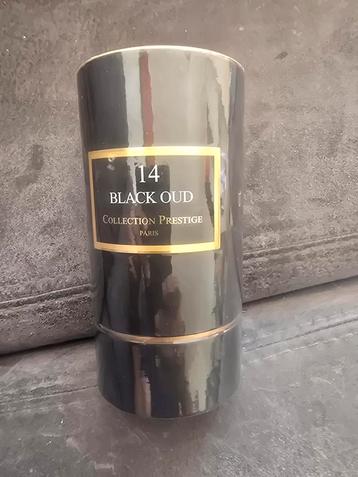 14
BLACK OUD
COLLECTION PRESTIGE
PARIS